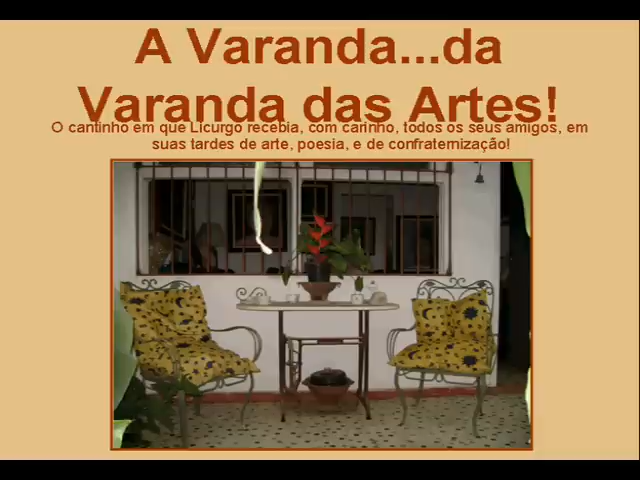 A Varanda...da
Varanda das Artes!
O cantinho em que Licurgo recebia, com carinho, todos os seus amigos, em
suas tardes de arte, poesia, e de confraternização!